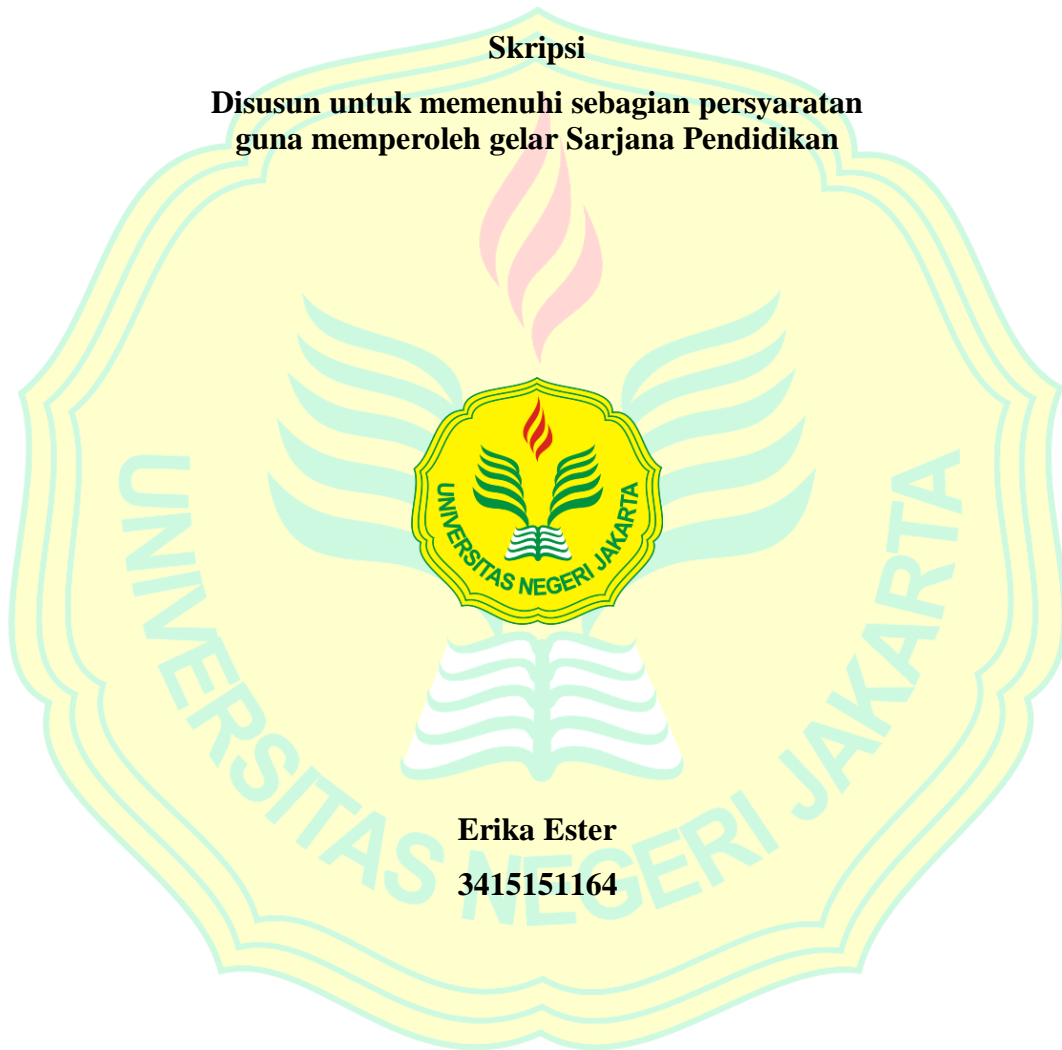 Skripsi
Disusun untuk memenuhi sebagian persyaratan
guna memperoleh gelar Sarjana Pendidikan
UNIVERSITAS NEGERI JAKARTA
UNIVERSITAS NEGERI JAKARTA
Erika Ester
3415151164